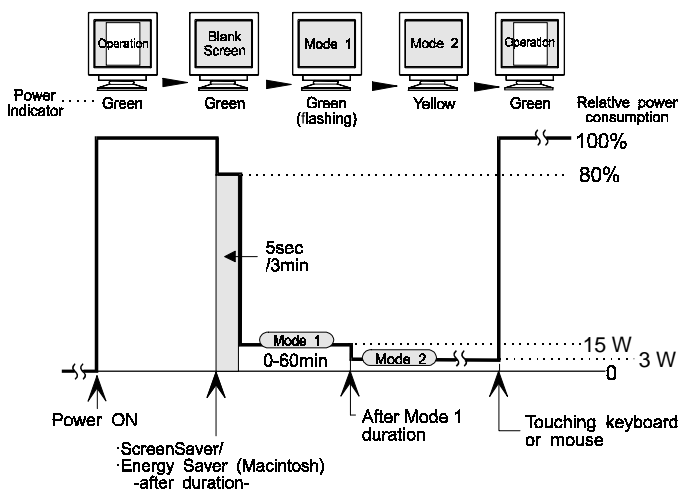 Operation
Blank
Screen
Mode 1
Mode 2
Operation
Power
Indicator
Green
Green
Green
(flashing)
Yellow
Green
Relative power
consumption
100%
80%
5sec
/3min
Mode 1
0-60min
Mode 2
15 W
3 W
0
Power ON
·ScreenSaver/
·Energy Saver (Macintosh)
-after duration-
After Mode 1
duration
Touching keyboard
or mouse